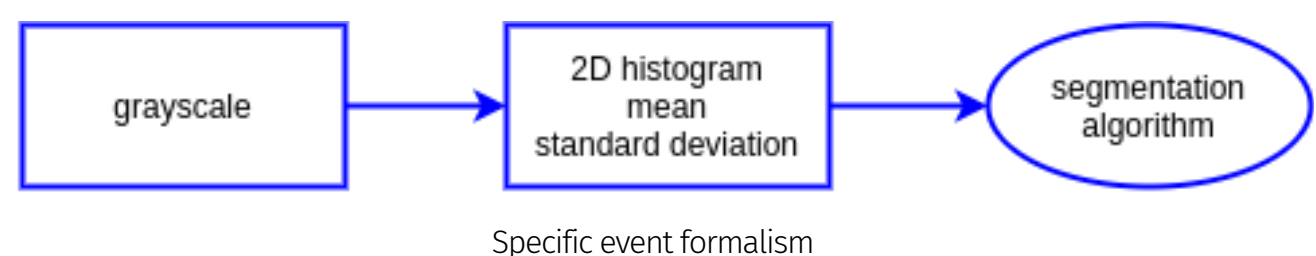 grayscale
2D histogram
mean
standard deviation
segmentation
algorithm
Specific event formalism